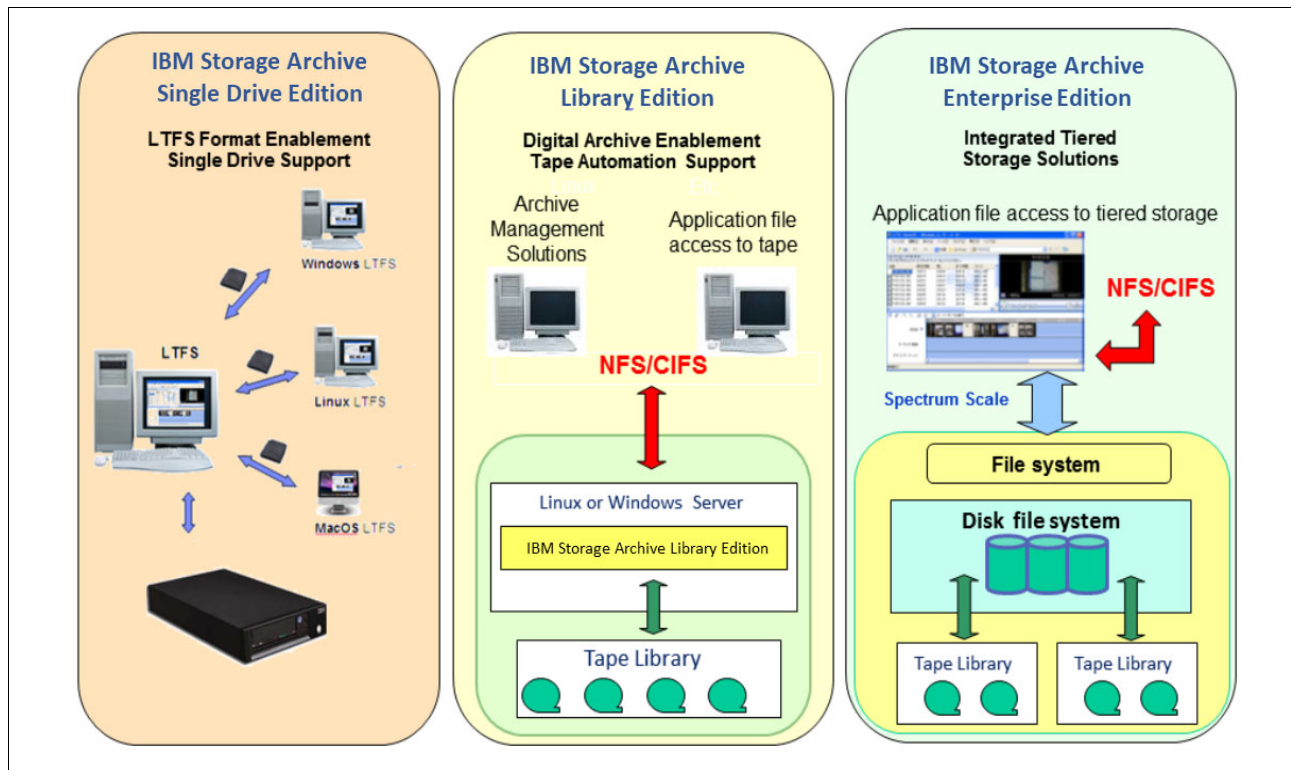 IBM Storage Archive
Single Drive Edition
LTFS Format Enablement
Single Drive Support
Windows LTFS
LTFS
Linux LTFS
MacOS LTFS
IBM Storage Archive
Library Edition
Digital Archive Enablement
Tape Automation Support
Archive
Management
Solutions
Application file
access to tape
NFS/CIFS
Linux or Windows Server
IBM Storage Archive Library Edition
Tape Library
IBM Storage Archive
Enterprise Edition
Integrated Tiered
Storage Solutions
Application file access to tiered storage
NFS/CIFS
Spectrum Scale
File system
Disk file system
Tape Library
Tape Library